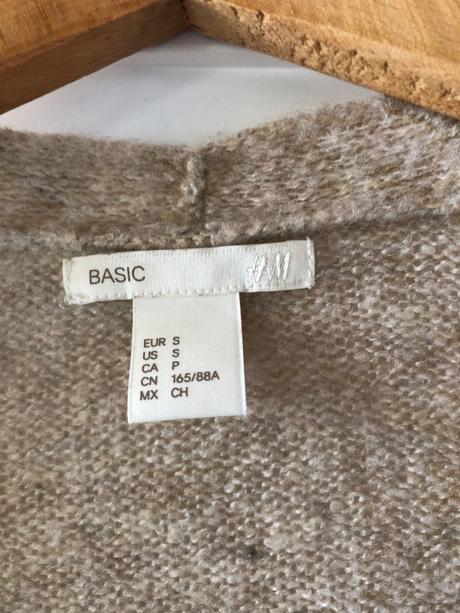 BASIC H&M
EUR S
US S
CA P
CN 165/88A
MX CH